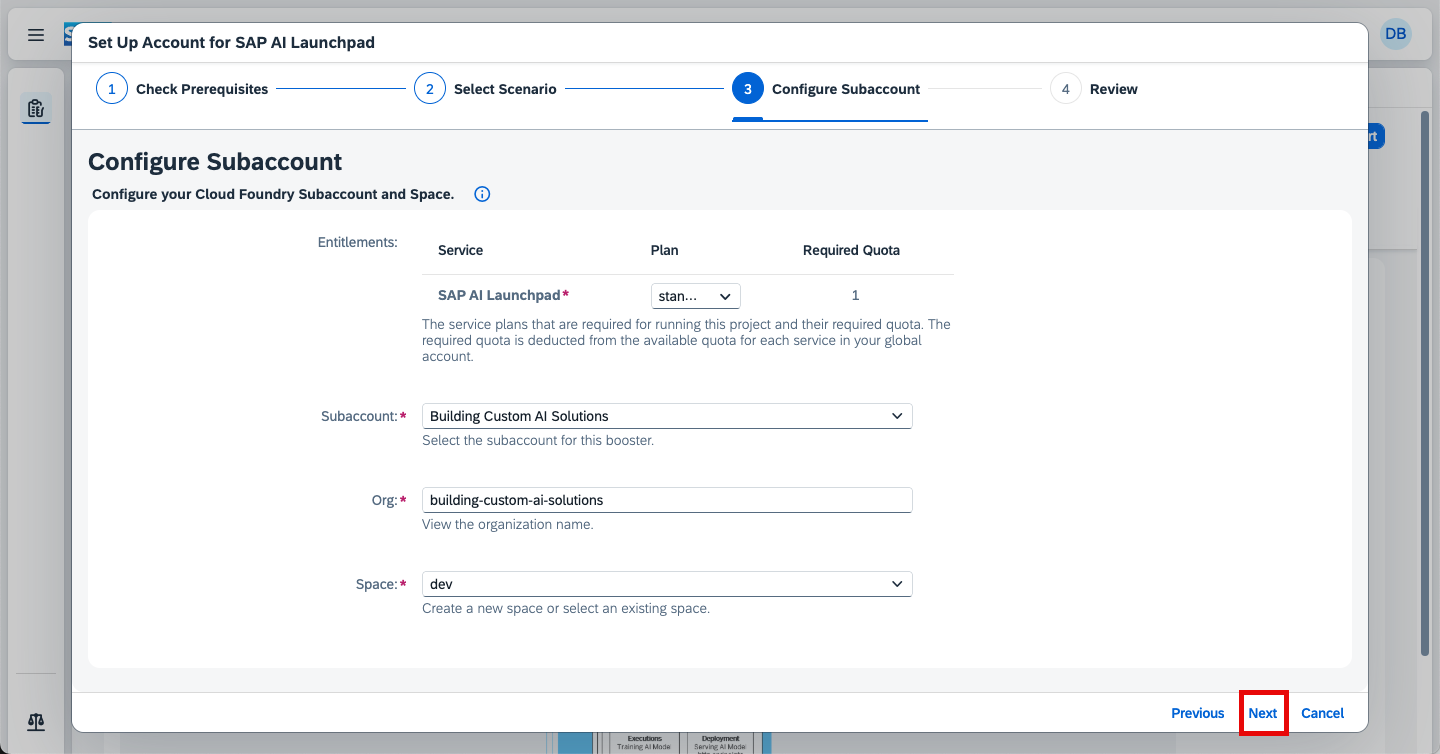 Set Up Account for SAP AI Launchpad
DB
1 Check Prerequisites
2 Select Scenario
3 Configure Subaccount
4 Review
Configure Subaccount
Configure your Cloud Foundry Subaccount and Space.
Entitlements:
Service Plan Required Quota
SAP AI Launchpad* stan... 1
The service plans that are required for running this project and their required quota. The
required quota is deducted from the available quota for each service in your global
account.
Subaccount:* Building Custom AI Solutions
Select the subaccount for this booster.
Org:* building-custom-ai-solutions
View the organization name.
Space:* dev
Create a new space or select an existing space.
Previous Next Cancel
Executions Deployment
Training AI Mode Serving AI Model